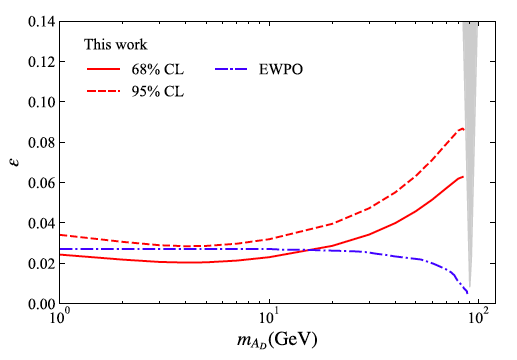 0.14
0.12
0.10
0.08
0.06
0.04
0.02
0.00
ε
This work
68% CL
EWPO
95% CL
10⁰
10¹
10²
m_{A_D}(GeV)